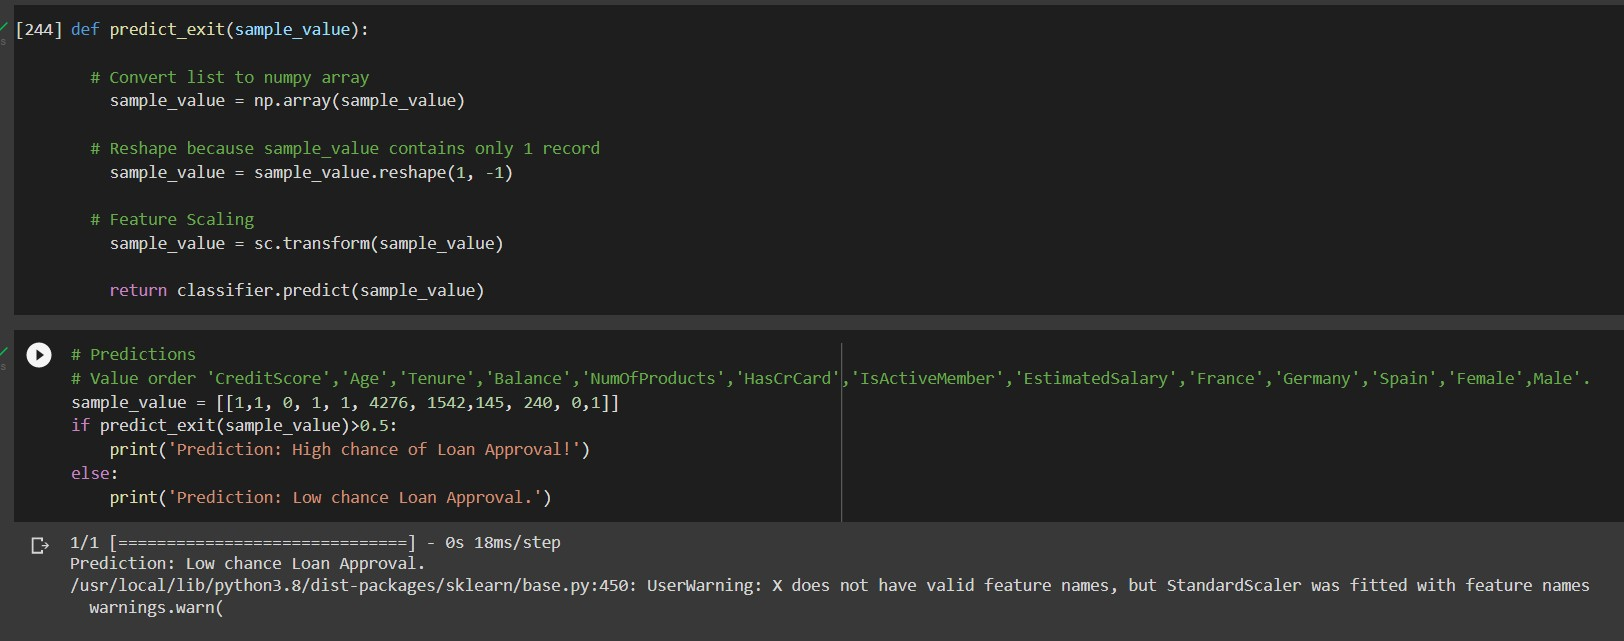 [244] def predict_exit(sample_value):
# Convert list to numpy array
sample_value = np.array(sample_value)
# Reshape because sample_value contains only 1 record
sample_value = sample_value.reshape(1, -1)
# Feature Scaling
sample_value = sc.transform(sample_value)
return classifier.predict(sample_value)
# Predictions
# Value order 'CreditScore','Age','Tenure','Balance','NumOfProducts','HasCrCard','IsActiveMember','EstimatedSalary','France','Germany','Spain','Female',Male'.
sample_value = [[1,1, 0, 1, 1, 4276, 1542,145, 240, 0,1]]
if predict_exit(sample_value)>0.5:
print('Prediction: High chance of Loan Approval!')
else:
print('Prediction: Low chance Loan Approval.')
1/1 [==============================] - 0s 18ms/step
Prediction: Low chance Loan Approval.
/usr/local/lib/python3.8/dist-packages/sklearn/base.py:450: UserWarning: X does not have valid feature names, but StandardScaler was fitted with feature names
warnings.warn(